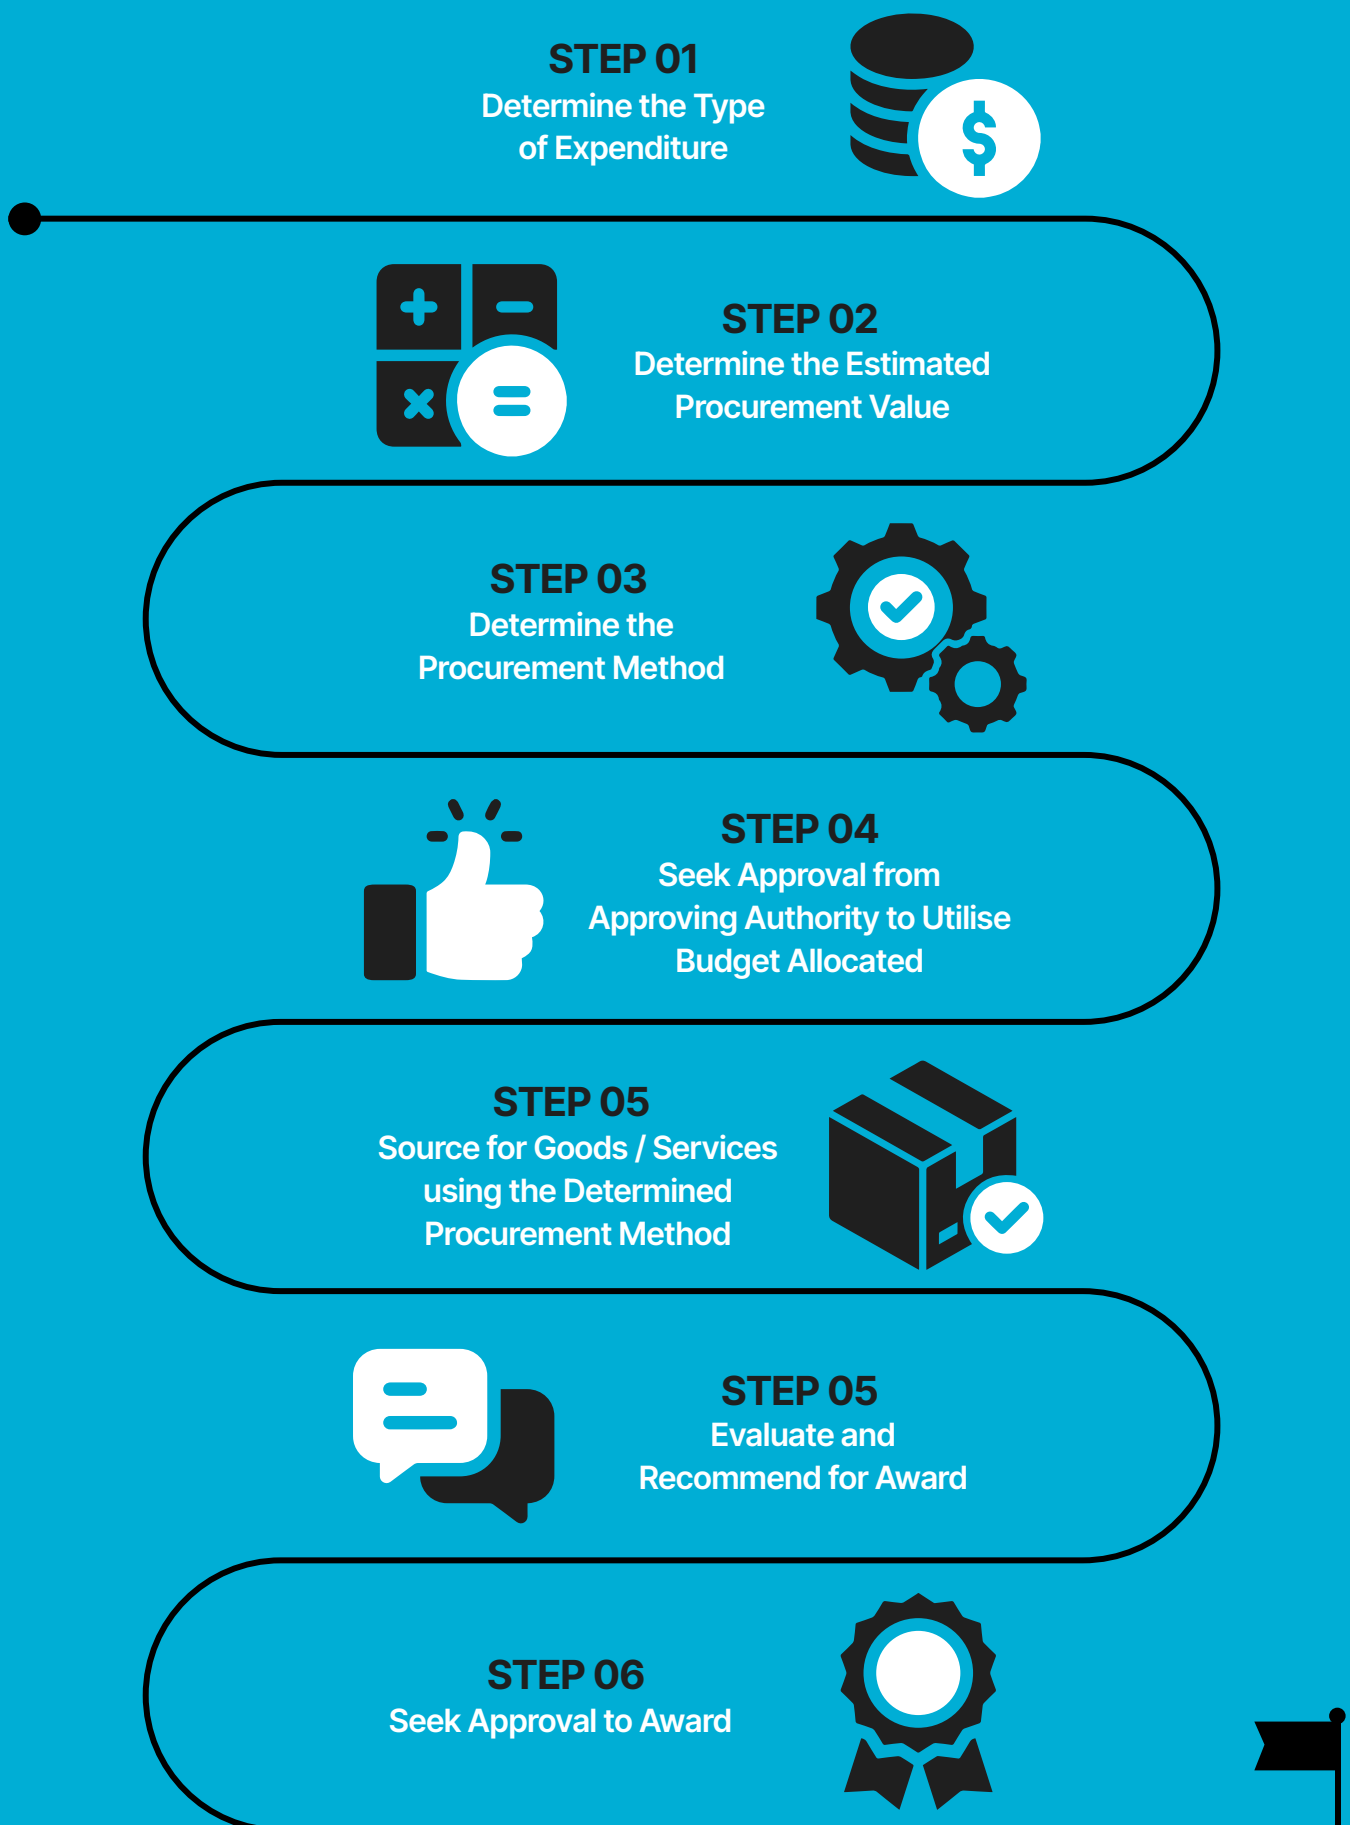 STEP 01
Determine the Type
of Expenditure
$
+
−
×
=
STEP 02
Determine the Estimated
Procurement Value
STEP 03
Determine the
Procurement Method
STEP 04
Seek Approval from
Approving Authority to Utilise
Budget Allocated
STEP 05
Source for Goods / Services
using the Determined
Procurement Method
STEP 05
Evaluate and
Recommend for Award
STEP 06
Seek Approval to Award